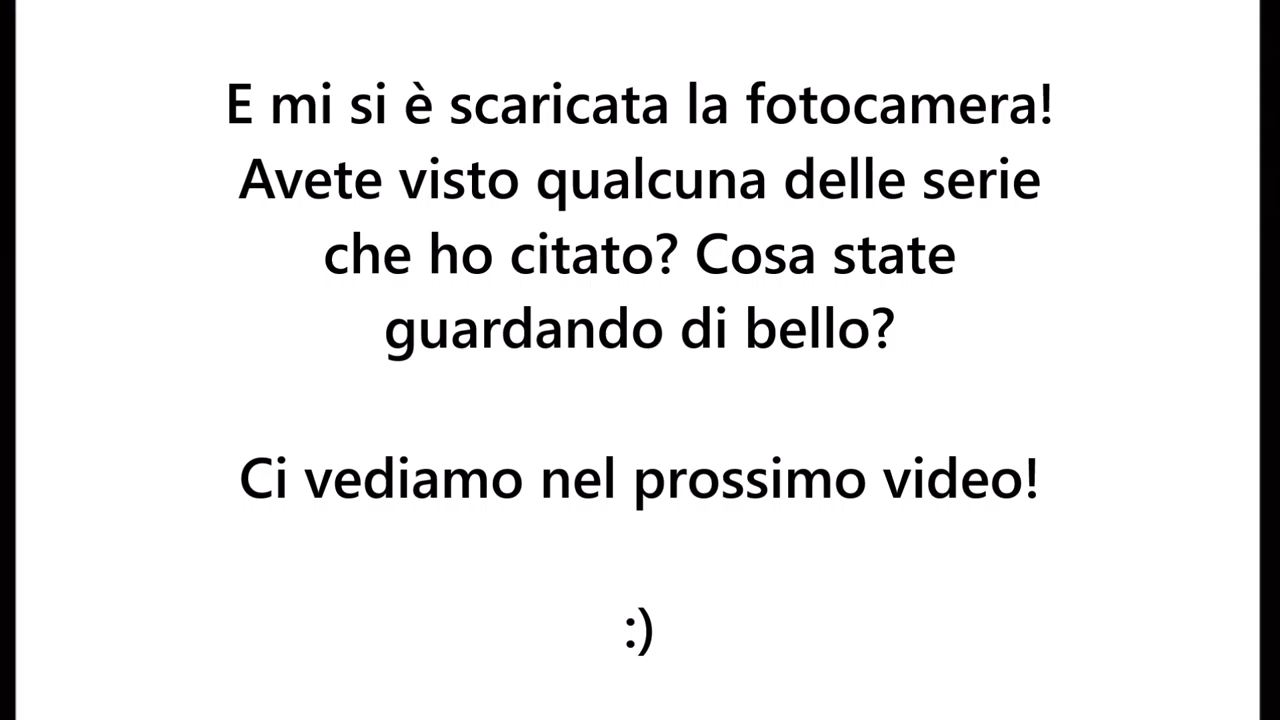 E mi si è scaricata la fotocamera!
Avete visto qualcuna delle serie
che ho citato? Cosa state
guardando di bello?
Ci vediamo nel prossimo video!
:)